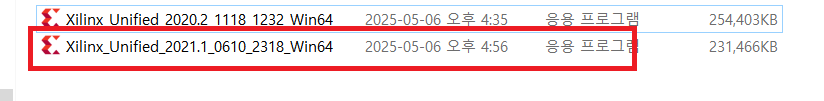 Xilinx_Unified_2020.2_1118_1232_Win64 2025-05-06 오후 4:35 응용 프로그램 254,403KB
Xilinx_Unified_2021.1_0610_2318_Win64 2025-05-06 오후 4:56 응용 프로그램 231,466KB